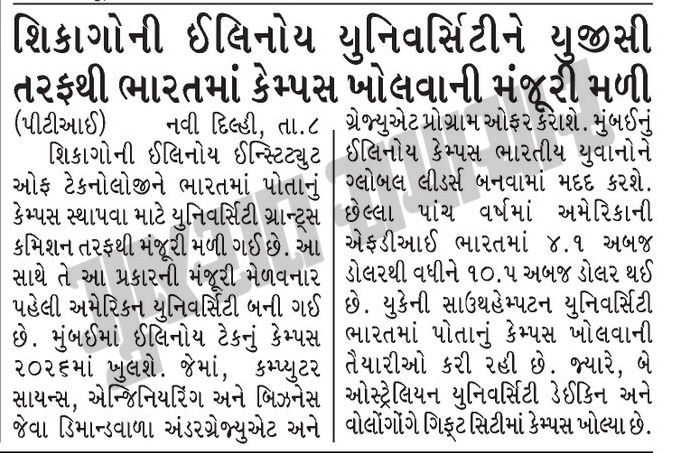 શિકાગોની ઈલિનોય યુનિવર્સિટીને યુજીસી
તરફથી ભારતમાં કેમ્પસ ખોલવાની મંજૂરી મળી
(પીટીઆઈ) નવી દિલ્હી, તા.૮
શિકાગોની ઈલિનોય ઈન્સ્ટિટ્યુટ
ઓફ ટેકનોલોજીને ભારતમાં પોતાનું
કેમ્પસ સ્થાપવા માટે યુનિવર્સિટી ગ્રાન્ટ્સ
કમિશન તરફથી મંજૂરી મળી ગઈ છે. આ
સાથે તે આ પ્રકારની મંજૂરી મેળવનાર
પહેલી અમેરિકન યુનિવર્સિટી બની ગઈ
છે. મુંબઈમાં ઈલિનોય ટેકનું કેમ્પસ
૨૦૨૬માં ખુલશે. જેમાં, કમ્પ્યુટર
સાયન્સ, એન્જિનિયરિંગ અને બિઝનેસ
જેવા ડિમાન્ડવાળા અંડરગ્રેજ્યુએટ અને
ગ્રેજ્યુએટ પ્રોગ્રામ ઓફર કરાશે. મુંબઈનું
ઈલિનોય કેમ્પસ ભારતીય યુવાનોને
ગ્લોબલ લીડર્સ બનવામાં મદદ કરશે.
છેલ્લા પાંચ વર્ષમાં અમેરિકાની
એફડીઆઈ ભારતમાં ૪.૧ અબજ
ડોલરથી વધીને ૧૦.૫ અબજ ડોલર થઈ
છે. યુકેની સાઉથહેમ્પટન યુનિવર્સિટી
ભારતમાં પોતાનું કેમ્પસ ખોલવાની
તૈયારીઓ કરી રહી છે. જ્યારે, બે
ઓસ્ટ્રેલિયન યુનિવર્સિટી ડેઈકિન અને
વોલોંગોંગે ગિફ્ટ સિટીમાં કેમ્પસ ખોલ્યા છે.
ગુજરાત સમાચાર